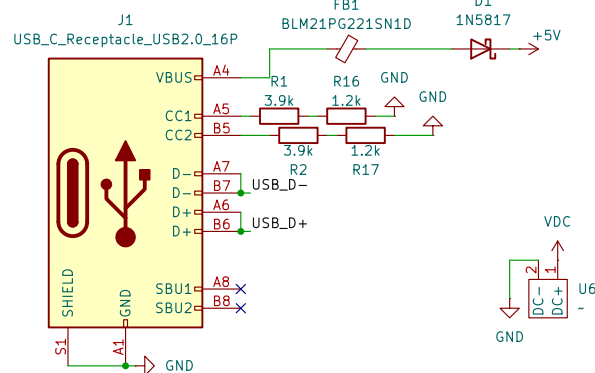 J1
USB_C_Receptacle_USB2.0_16P
FB1
BLM21PG221SN1D
D1
1N5817
+5V
VBUS
A4
R1
3.9k
R16
1.2k
GND
GND
CC1
A5
CC2
B5
3.9k
R2
1.2k
R17
D-
A7
D-
B7
USB_D-
D+
A6
D+
B6
USB_D+
SBU1
A8
SBU2
B8
SHIELD
GND
S1
A1
GND
VDC
2
1
DC-
DC+
U6
~
GND